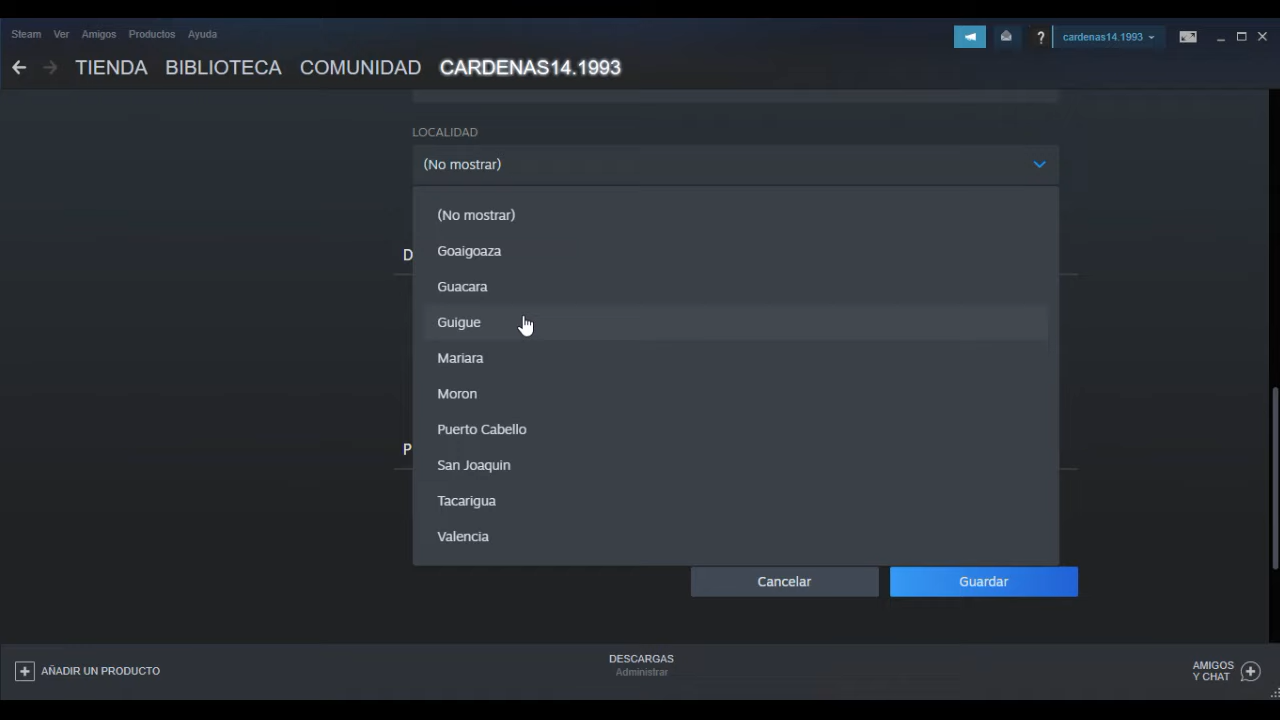 Steam Ver Amigos Productos Ayuda
? cardenas14.1993
TIENDA BIBLIOTECA COMUNIDAD CARDENAS14.1993
LOCALIDAD
(No mostrar)
(No mostrar)
Goaigoaza
D
Guacara
Guigue
Mariara
Moron
Puerto Cabello
P
San Joaquin
Tacarigua
Valencia
Cancelar Guardar
AÑADIR UN PRODUCTO
DESCARGAS
Administrar
AMIGOS
Y CHAT